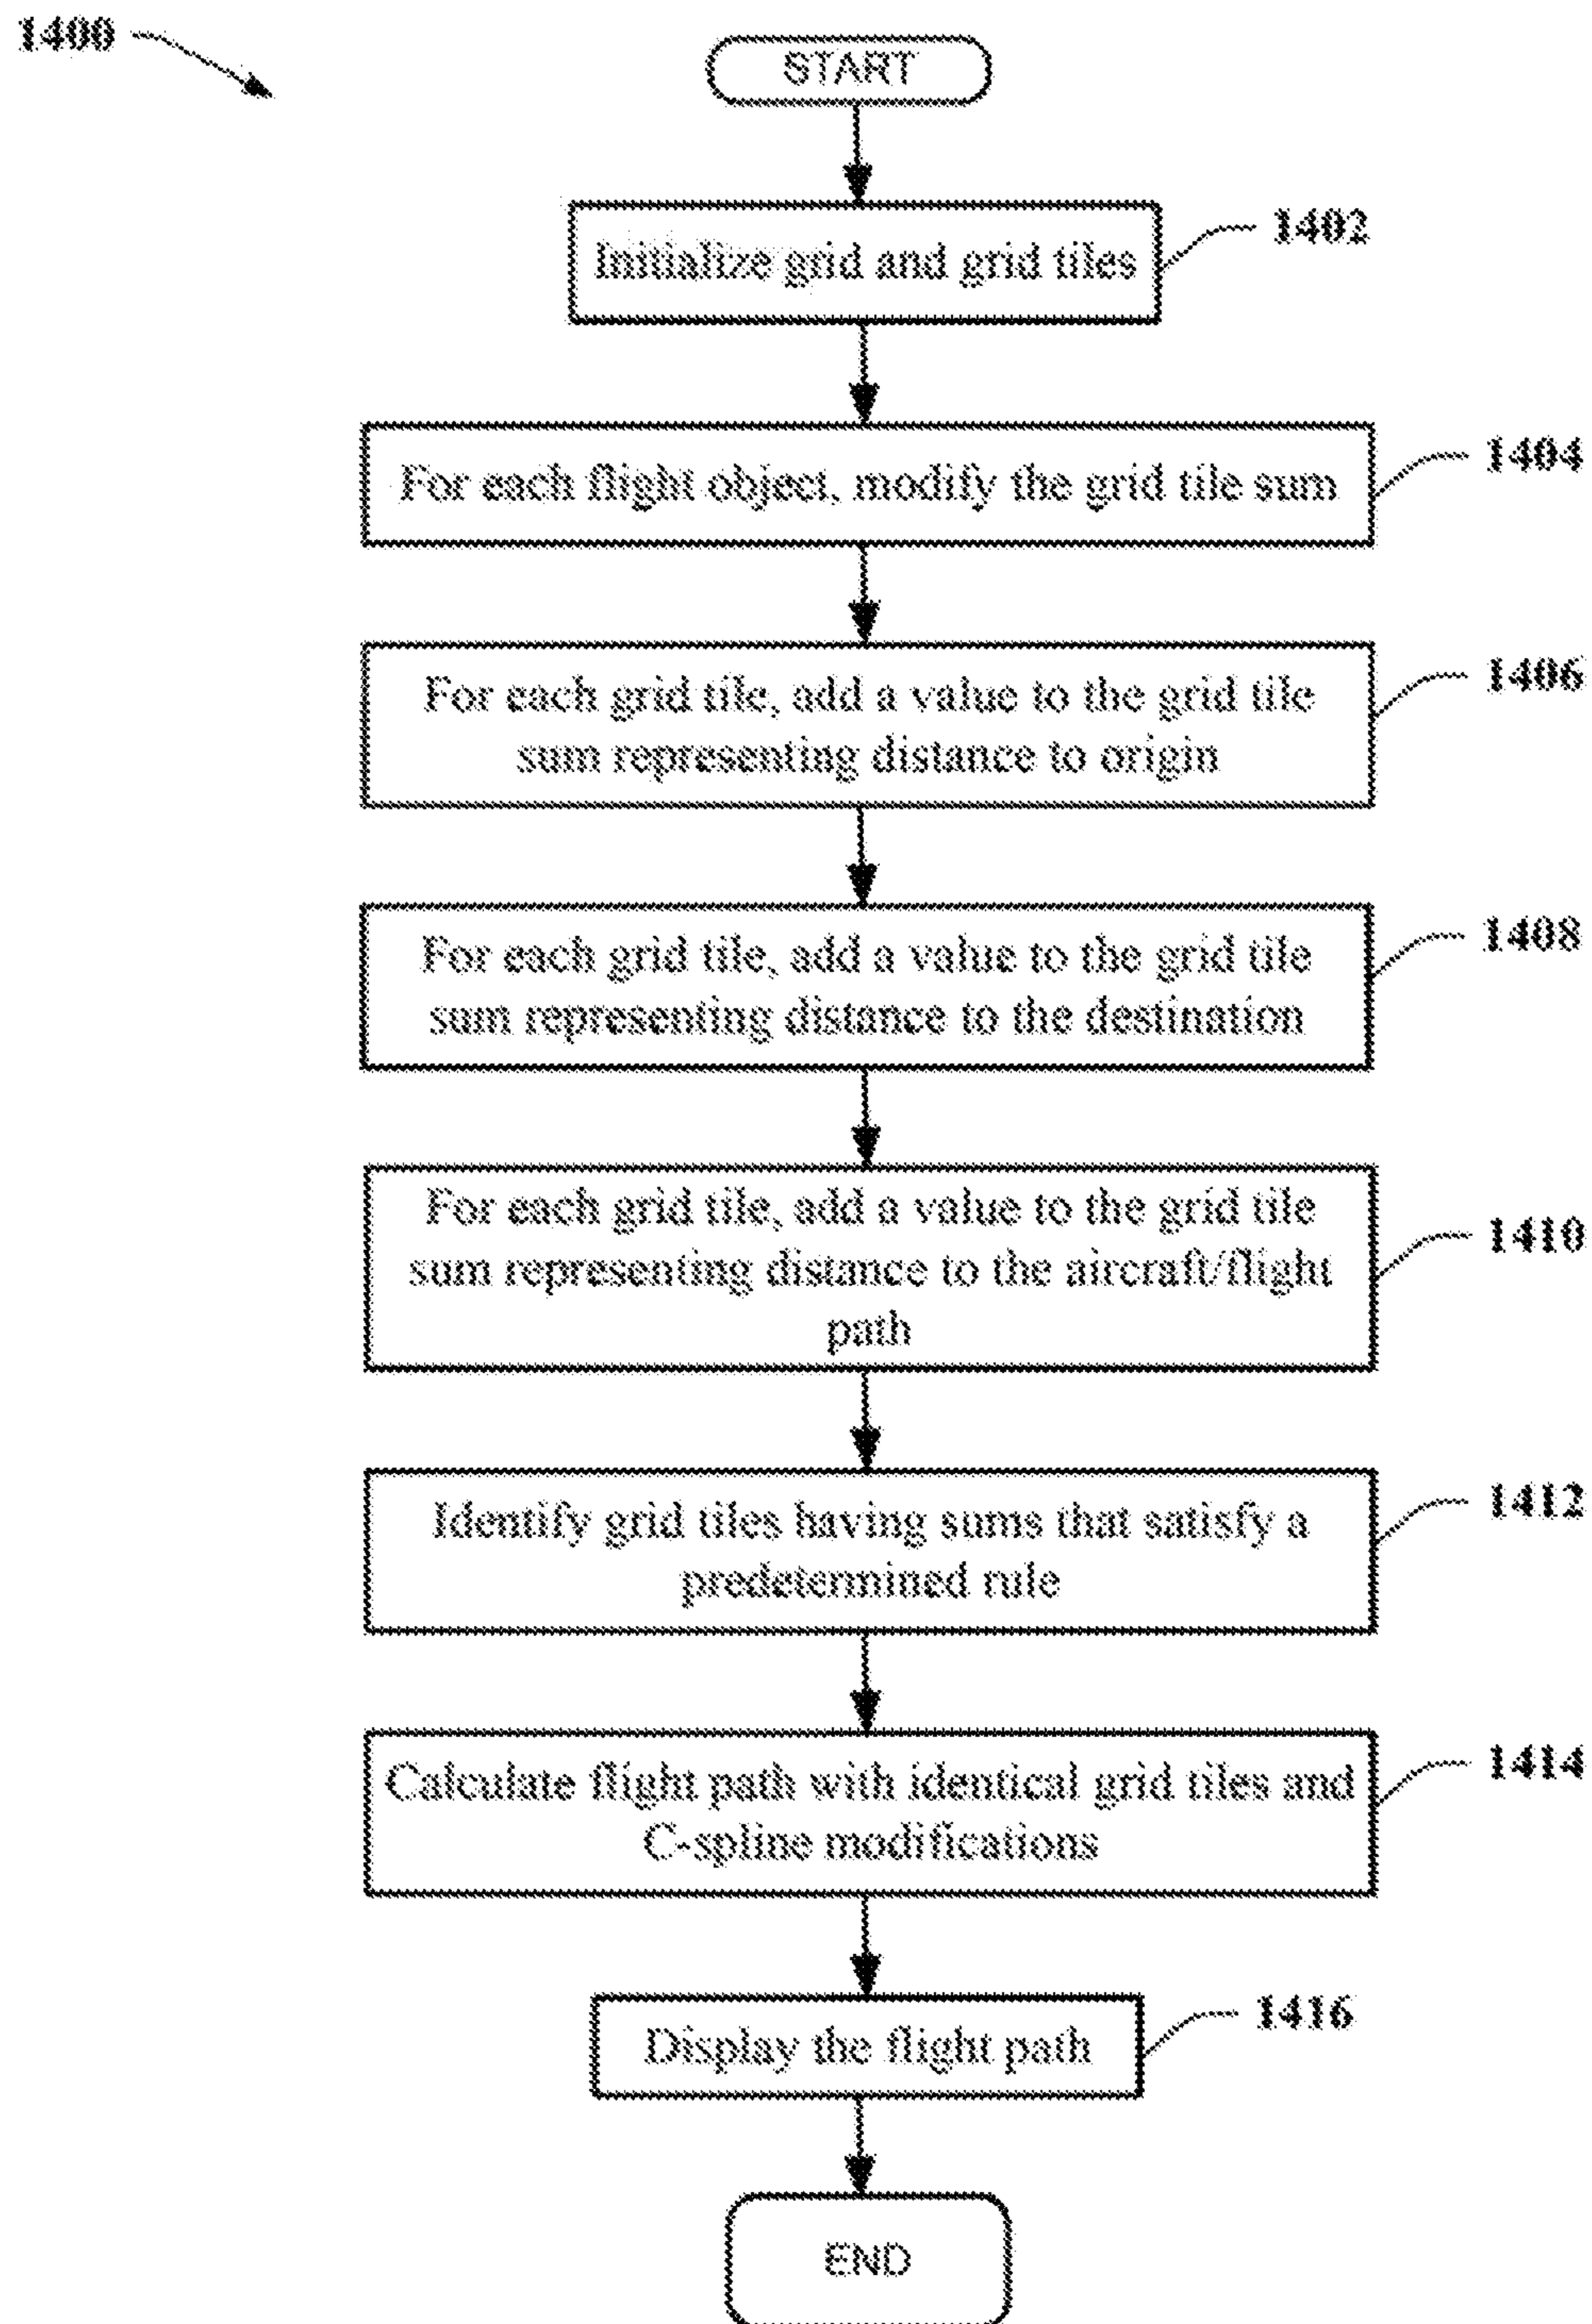 1400
START
Initialize grid and grid tiles
1402
For each flight object, modify the grid tile sum
1404
For each grid tile, add a value to the grid tile
sum representing distance to origin
1406
For each grid tile, add a value to the grid tile
sum representing distance to the destination
1408
For each grid tile, add a value to the grid tile
sum representing distance to the aircraft/flight
path
1410
Identify grid tiles having sums that satisfy a
predetermined rule
1412
Calculate flight path with identical grid tiles and
C-spline modifications
1414
Display the flight path
1416
END